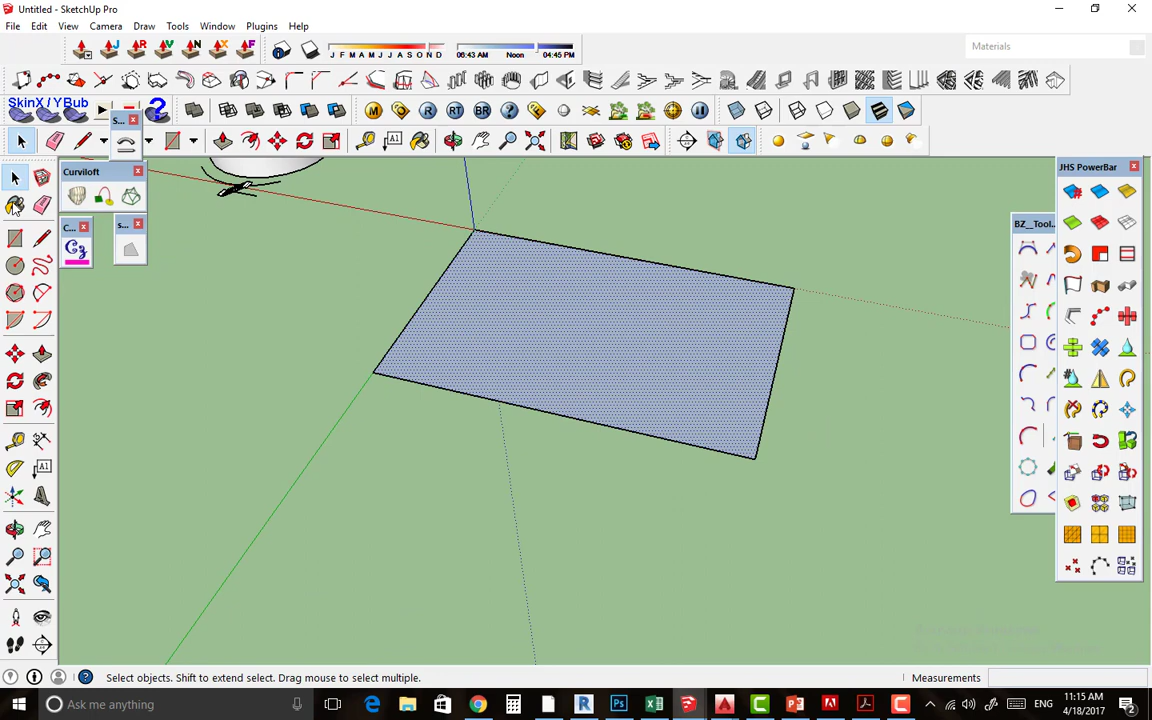 Untitled - SketchUp Pro
File Edit View Camera Draw Tools Window Plugins Help
J F M A M J J A S O N D
06:43 AM Noon 04:45 PM
Materials
SkinX / YBub
S...
Curviloft
JHS PowerBar
C...
s...
BZ__Tool...
Select objects. Shift to extend select. Drag mouse to select multiple.
Measurements
Ask me anything
ENG
11:15 AM
4/18/2017
2